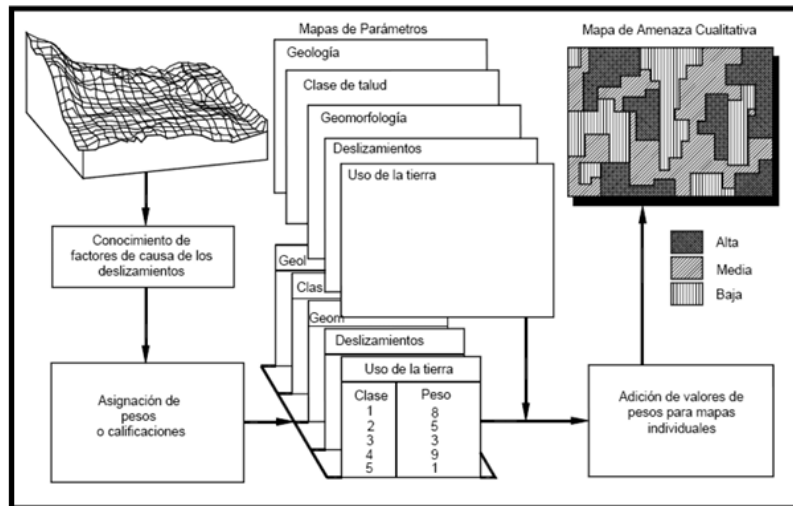 Mapas de Parámetros
Geología
Clase de talud
Geomorfología
Deslizamientos
Uso de la tierra
Mapa de Amenaza Cualitativa
Alta
Media
Baja
Conocimiento de
factores de causa de los
deslizamientos
Asignación de
pesos
o calificaciones
Geol
Clas
Geom
Deslizamientos
Uso de la tierra
Clase Peso
1 8
2 5
3 3
4 9
5 1
Adición de valores de
pesos para mapas
individuales